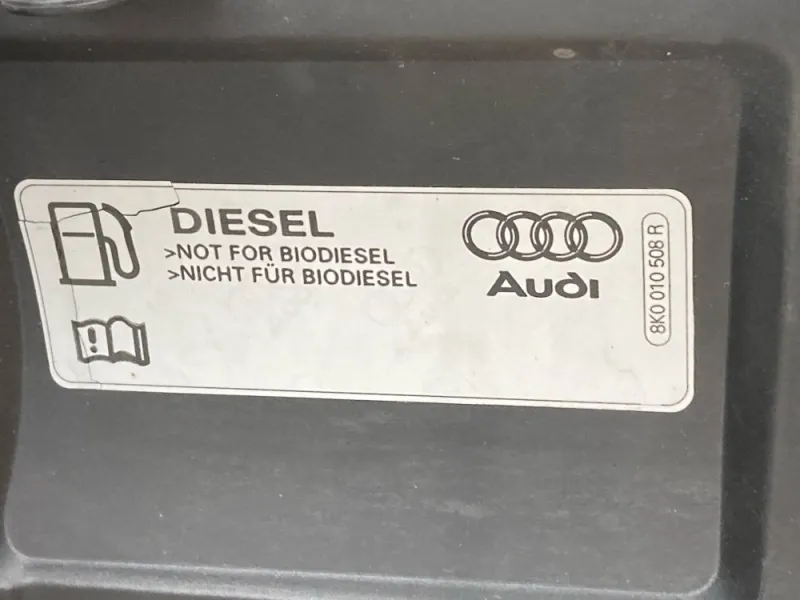 DIESEL
>NOT FOR BIODIESEL
>NICHT FÜR BIODIESEL
Audi
8K0 010 508 R